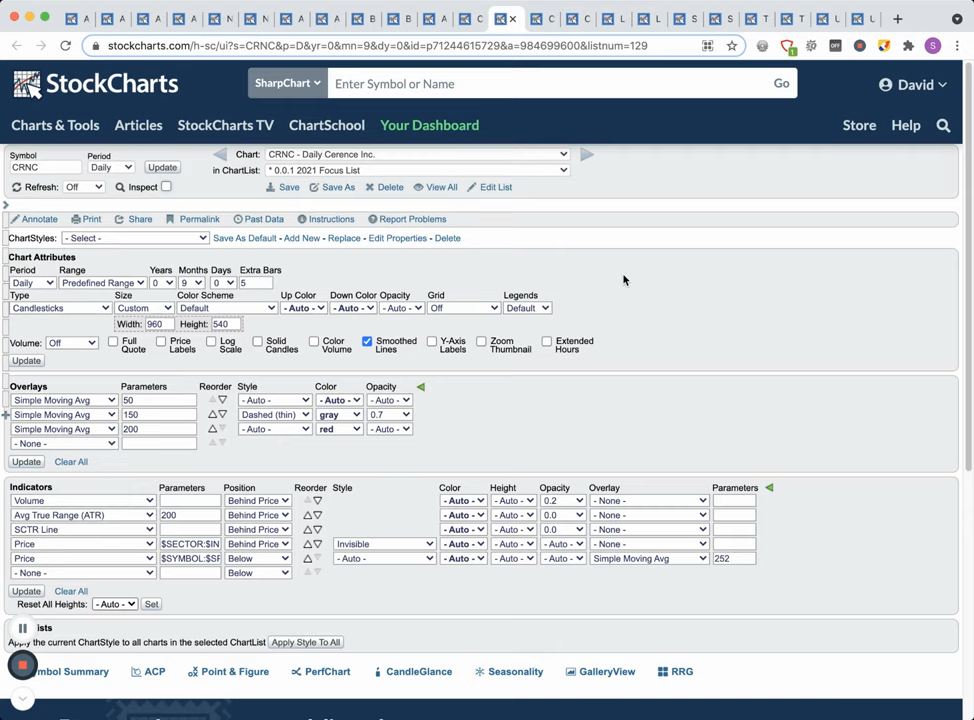 A A A A N N A A B B A C C C L L S S T T U U
stockcharts.com/h-sc/ui?s=CRNC&p=D&yr=0&mn=9&dy=0&id=p71244615729&a=984699600&listnum=129
OFF S
StockCharts SharpChart Enter Symbol or Name Go David
Charts & Tools Articles StockCharts TV ChartSchool Your Dashboard Store Help
Symbol Period Chart: CRNC - Daily Cerence Inc.
CRNC Daily Update in ChartList: * 0.0.1 2021 Focus List
Refresh: Off Inspect Save Save As Delete View All Edit List
Annotate Print Share Permalink Past Data Instructions Report Problems
ChartStyles: - Select - Save As Default - Add New - Replace - Edit Properties - Delete
Chart Attributes
Period Range Years Months Days Extra Bars
Daily Predefined Range 0 9 0 5
Type Size Color Scheme Up Color Down Color Opacity Grid Legends
Candlesticks Custom Default - Auto - - Auto - - Auto - Off Default
Width: 960 Height: 540
Volume: Off Full Quote Price Labels Log Scale Solid Candles Color Volume Smoothed Lines Y-Axis Labels Zoom Thumbnail Extended Hours
Update
Overlays Parameters Reorder Style Color Opacity
Simple Moving Avg 50 - Auto - - Auto - - Auto -
Simple Moving Avg 150 Dashed (thin) gray 0.7
Simple Moving Avg 200 - Auto - red - Auto -
- None -
Update Clear All
Indicators Parameters Position Reorder Style Color Height Opacity Overlay Parameters
Volume Behind Price - Auto - - Auto - 0.2 - None -
Avg True Range (ATR) 200 Behind Price - Auto - - Auto - 0.0 - None -
SCTR Line Behind Price - Auto - - Auto - 0.0 - None -
Price $SECTOR:$IN Behind Price Invisible - Auto - - Auto - - Auto - - None -
Price $SYMBOL:$SP Below - Auto - - Auto - - Auto - - Auto - Simple Moving Avg 252
- None - Below
Update Clear All
Reset All Heights: - Auto - Set
ists
Apply the current ChartStyle to all charts in the selected ChartList Apply Style To All
ymbol Summary ACP Point & Figure PerfChart CandleGlance Seasonality GalleryView RRG